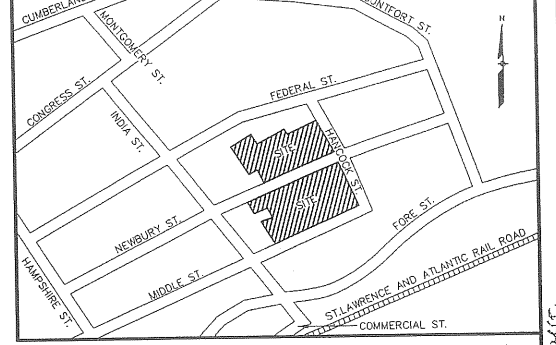 CUMBERLAND
MONTGOMERY ST.
OUNTFORT ST.
N
CONGRESS ST.
FEDERAL ST.
INDIA ST.
HANCOCK ST.
SITE
SITE
NEWBURY ST.
FORE ST.
HAMPSHIRE ST.
MIDDLE ST.
ST.LAWRENCE AND ATLANTIC RAIL ROAD
COMMERCIAL ST.